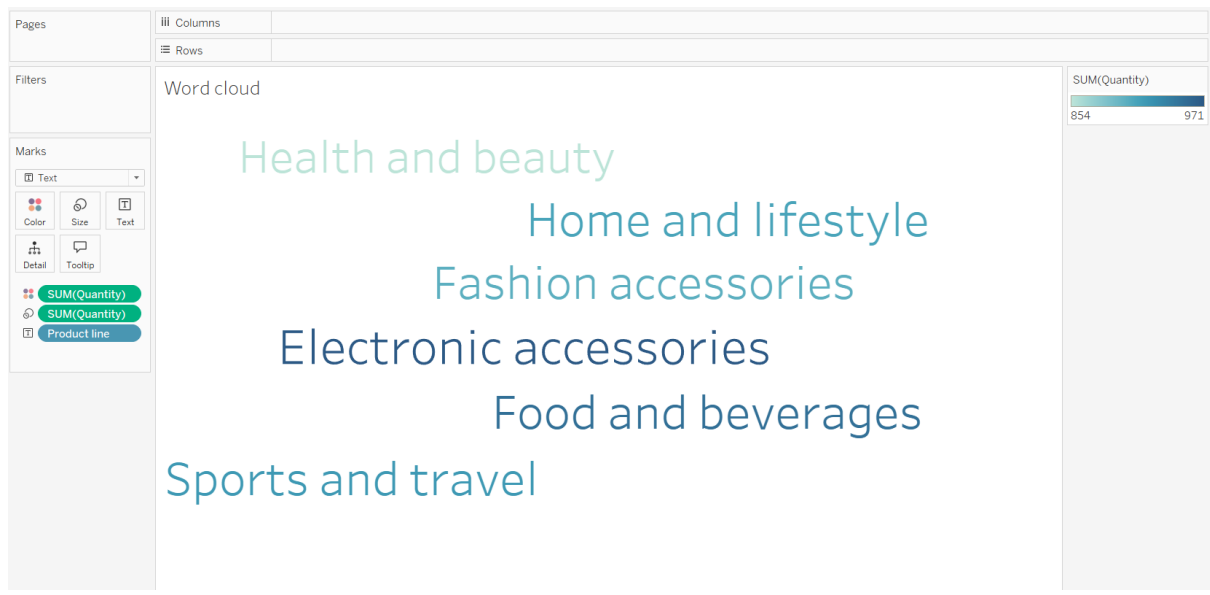 Pages
Columns
Rows
Filters
Marks
Text
Color Size Text
Detail Tooltip
SUM(Quantity)
SUM(Quantity)
Product line
Word cloud
Health and beauty
Home and lifestyle
Fashion accessories
Electronic accessories
Food and beverages
Sports and travel
SUM(Quantity)
854 971